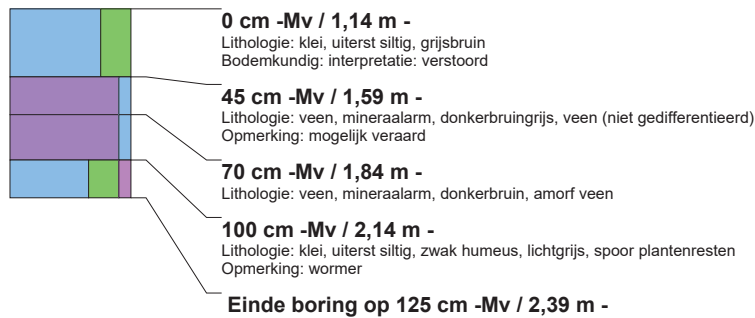 0 cm -Mv / 1,14 m -
Lithologie: klei, uiterst siltig, grijsbruin
Bodemkundig: interpretatie: verstoord
45 cm -Mv / 1,59 m -
Lithologie: veen, mineraalarm, donkerbruingrijs, veen (niet gedifferentieerd)
Opmerking: mogelijk veraard
70 cm -Mv / 1,84 m -
Lithologie: veen, mineraalarm, donkerbruin, amorf veen
100 cm -Mv / 2,14 m -
Lithologie: klei, uiterst siltig, zwak humeus, lichtgrijs, spoor plantenresten
Opmerking: wormer
Einde boring op 125 cm -Mv / 2,39 m -